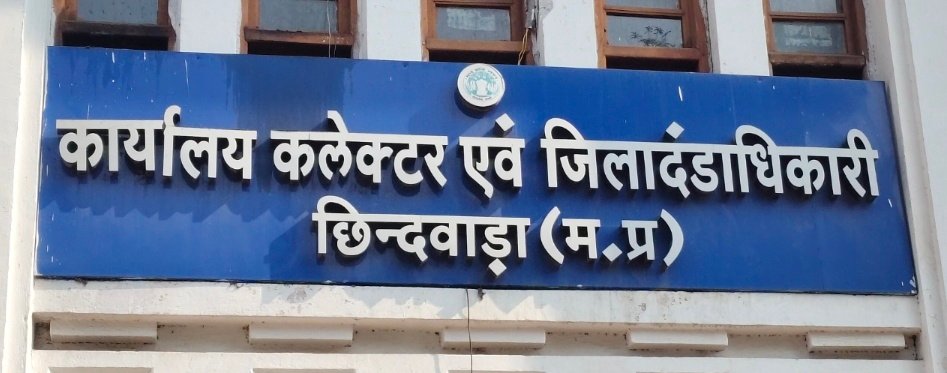 कार्यालय कलेक्टर एवं जिलादंडाधिकारी
छिन्दवाड़ा (म.प्र)